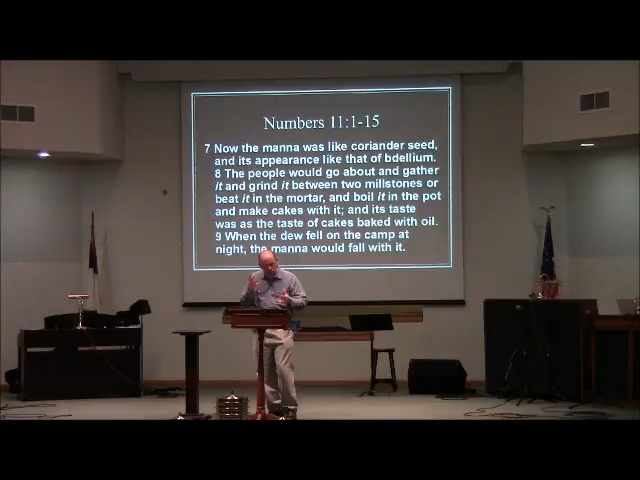 Numbers 11:1-15
7 Now the manna was like coriander seed,
and its appearance like that of bdellium.
8 The people would go about and gather
it and grind it between two millstones or
beat it in the mortar, and boil it in the pot
and make cakes with it; and its taste
was as the taste of cakes baked with oil.
9 When the dew fell on the camp at
night, the manna would fall with it.